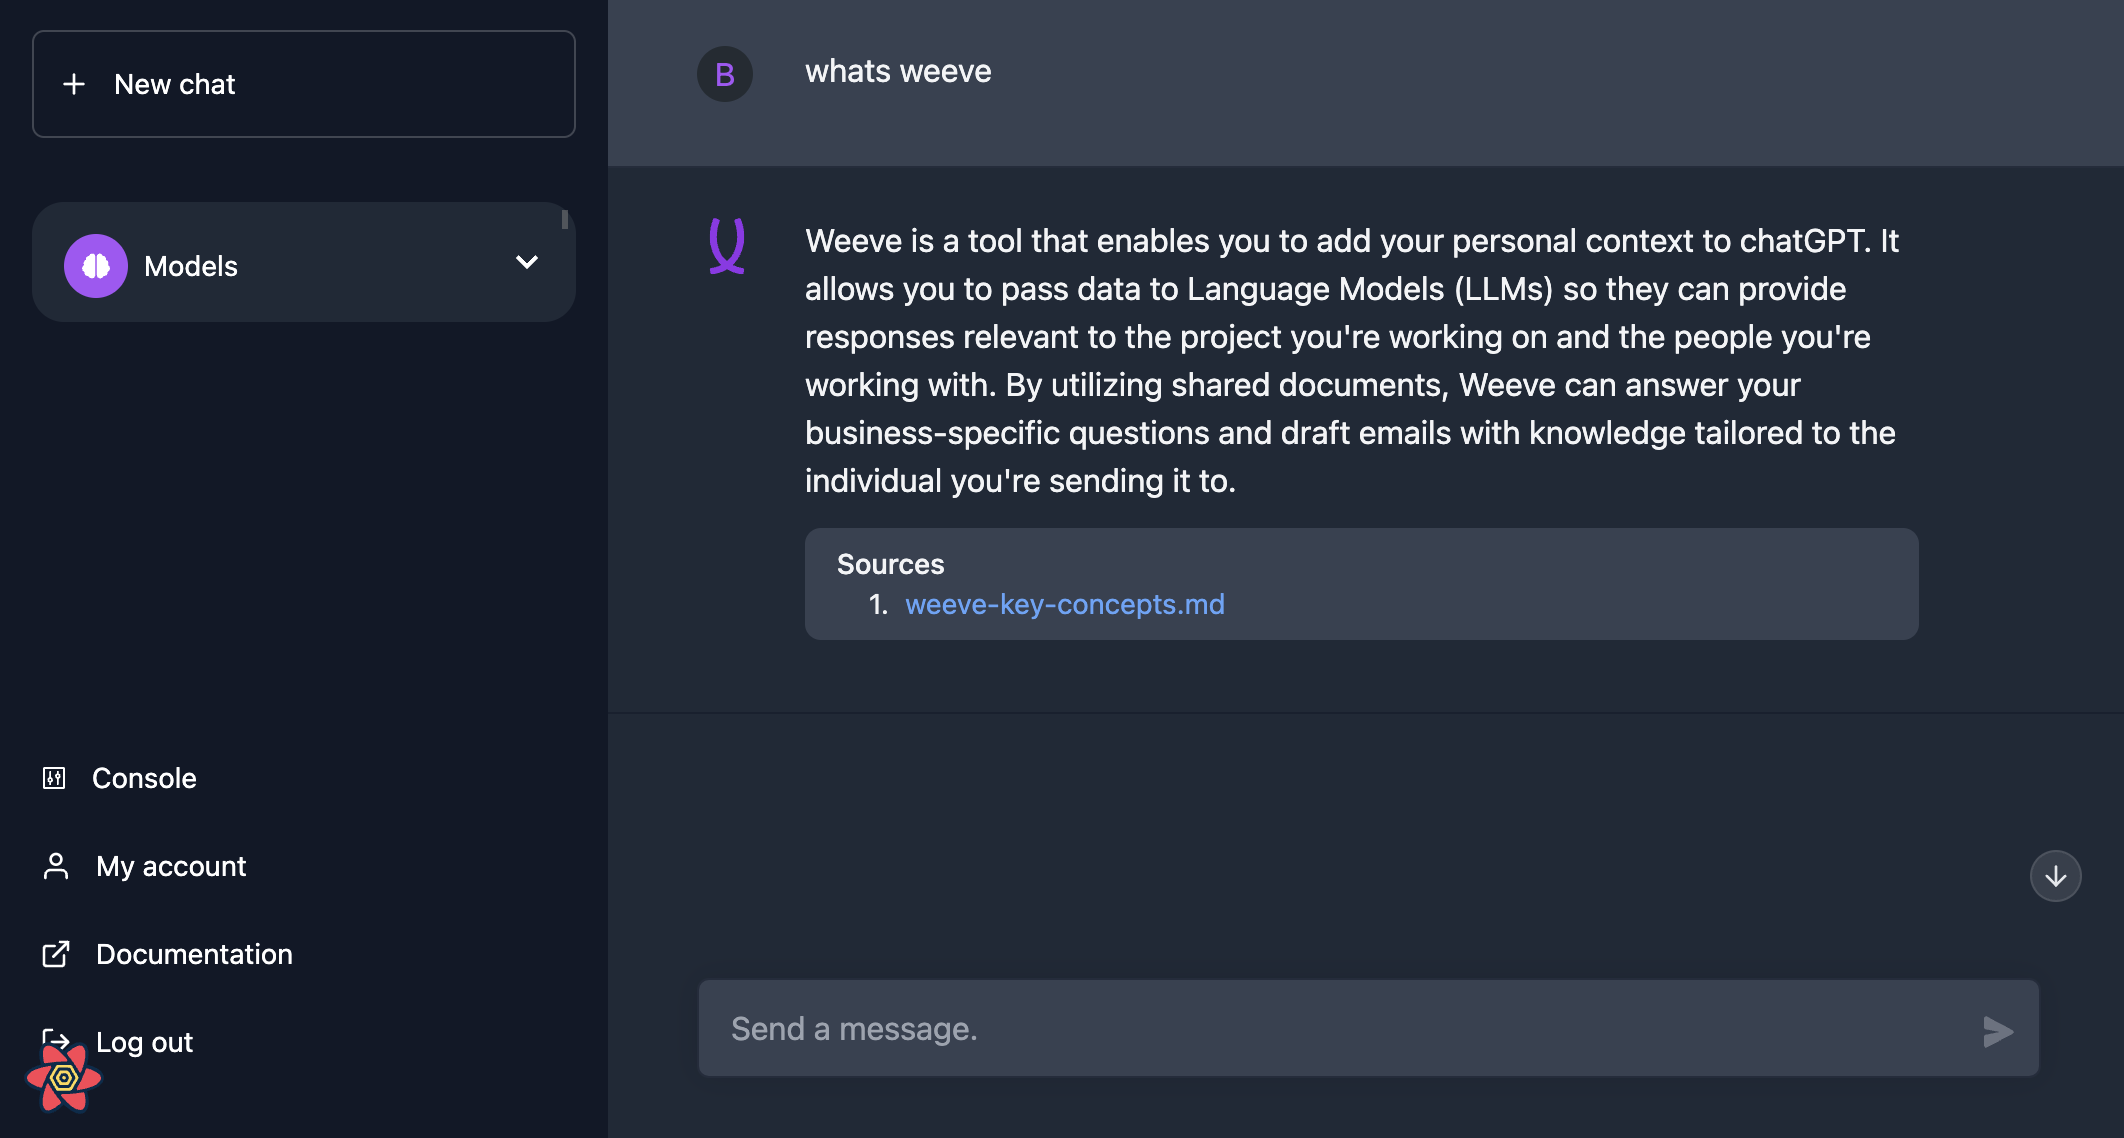 New chat
Models
Console
My account
Documentation
Log out
B
whats weeve
Weeve is a tool that enables you to add your personal context to chatGPT. It
allows you to pass data to Language Models (LLMs) so they can provide
responses relevant to the project you're working on and the people you're
working with. By utilizing shared documents, Weeve can answer your
business-specific questions and draft emails with knowledge tailored to the
individual you're sending it to.
Sources
1. weeve-key-concepts.md
Send a message.